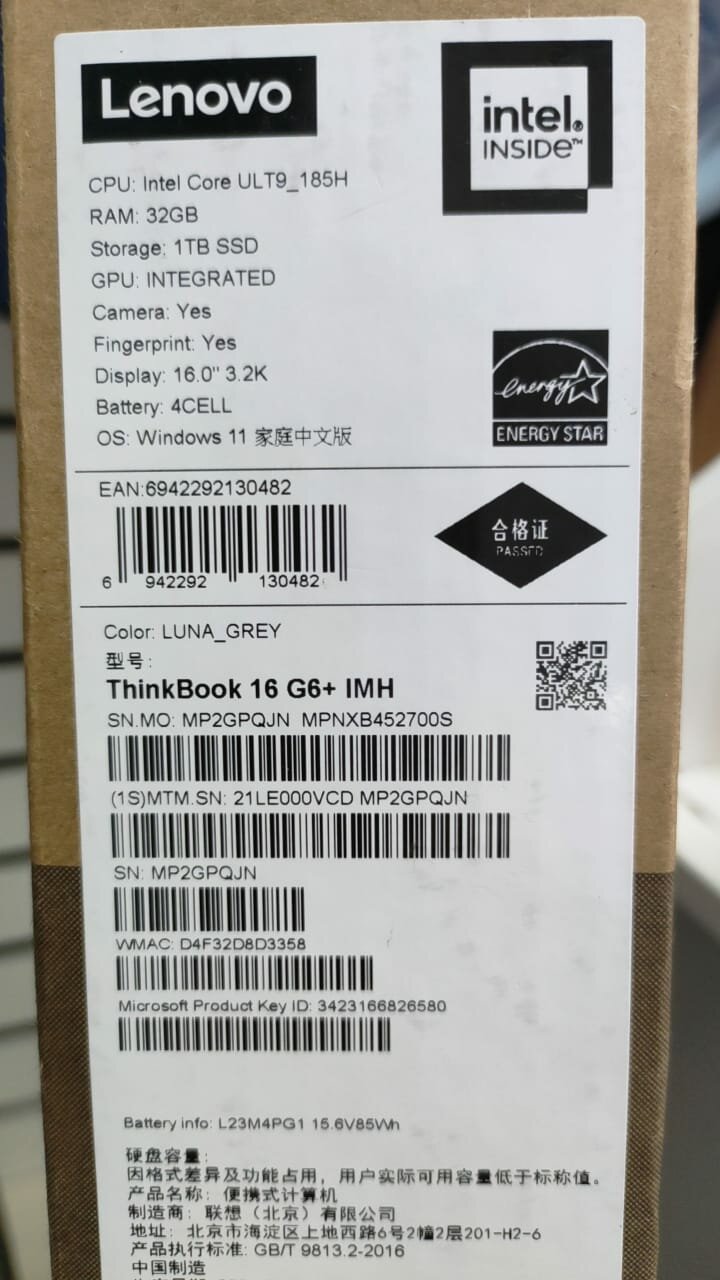 Lenovo
intel.
INSIDE™
CPU: Intel Core ULT9_185H
RAM: 32GB
Storage: 1TB SSD
GPU: INTEGRATED
Camera: Yes
Fingerprint: Yes
Display: 16.0" 3.2K
Battery: 4CELL
OS: Windows 11 家庭中文版
energy
ENERGY STAR
EAN:6942292130482
6 942292 130482
合格证
PASSED
Color: LUNA_GREY
型号:
ThinkBook 16 G6+ IMH
SN.MO: MP2GPQJN MPNXB452700S
(1S)MTM.SN: 21LE000VCD MP2GPQJN
SN: MP2GPQJN
WMAC: D4F32D8D3358
Microsoft Product Key ID: 3423166826580
Battery info: L23M4PG1 15.6V85Wh
硬盘容量:
因格式差异及功能占用，用户实际可用容量低于标称值。
产品名称: 便携式计算机
制造商: 联想（北京）有限公司
地址: 北京市海淀区上地西路6号2幢2层201-H2-6
产品执行标准: GB/T 9813.2-2016
中国制造